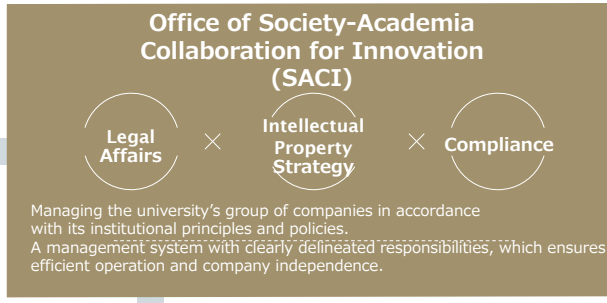 Office of Society-Academia
Collaboration for Innovation
(SACI)
Legal
Affairs
×
Intellectual
Property
Strategy
×
Compliance
Managing the university’s group of companies in accordance
with its institutional principles and policies.
A management system with clearly delineated responsibilities, which ensures
efficient operation and company independence.